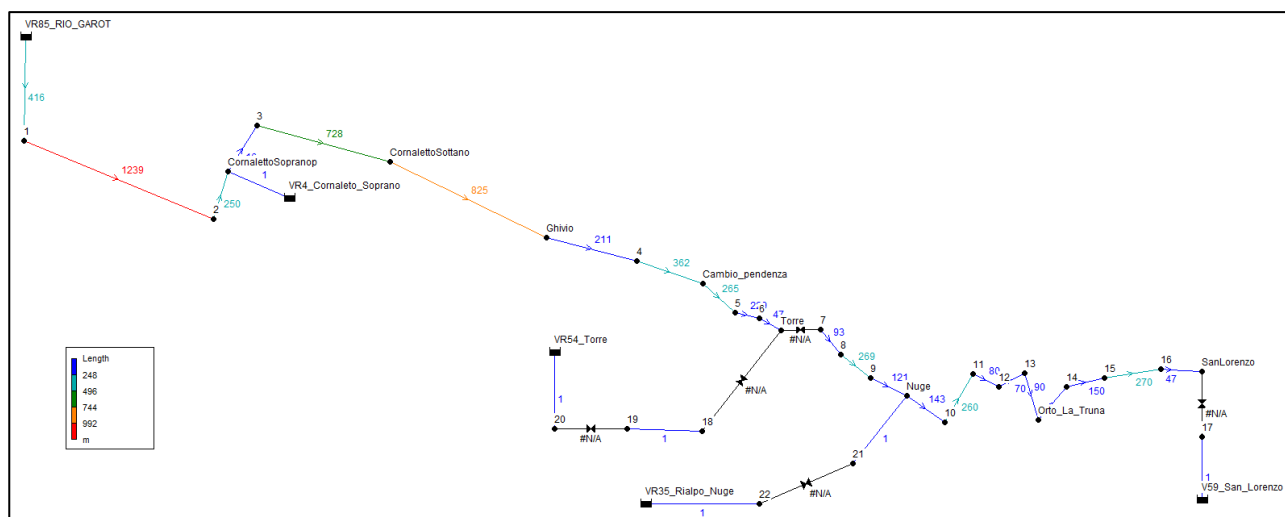 VR85_RIO_GAROT
416
1
1239
2
250
3
CornalettoSopranop
1
VR4_Cornaleto_Soprano
728
CornalettoSottano
825
Ghivio
211
4
362
Cambio_pendenza
265
5
6
47
Torre
#N/A
7
93
8
269
9
121
Nuge
143
10
260
11
80
12
13
70
90
Orto_La_Truna
14
150
15
270
16
47
SanLorenzo
#N/A
17
1
V59_San_Lorenzo
VR54_Torre
1
20
#N/A
19
1
18
#N/A
1
21
#N/A
22
VR35_Rialpo_Nuge
1
Length
248
496
744
992
m